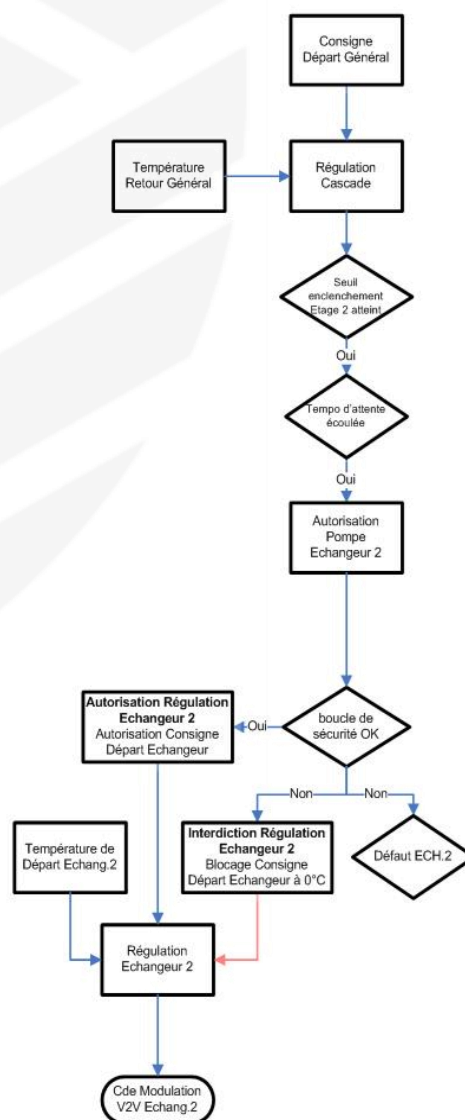 Consigne
Départ Général
Température
Retour Général
Régulation
Cascade
Seuil
enclenchement
Etage 2 atteint
Oui
Tempo d'attente
écoulée
Oui
Autorisation
Pompe
Echangeur 2
Autorisation Régulation
Echangeur 2
Autorisation Consigne
Départ Echangeur
Oui
boucle de
sécurité OK
Non
Non
Température de
Départ Echang.2
Interdiction Régulation
Echangeur 2
Blocage Consigne
Départ Echangeur à 0°C
Défaut ECH.2
Régulation
Echangeur 2
Cde Modulation
V2V Echang.2